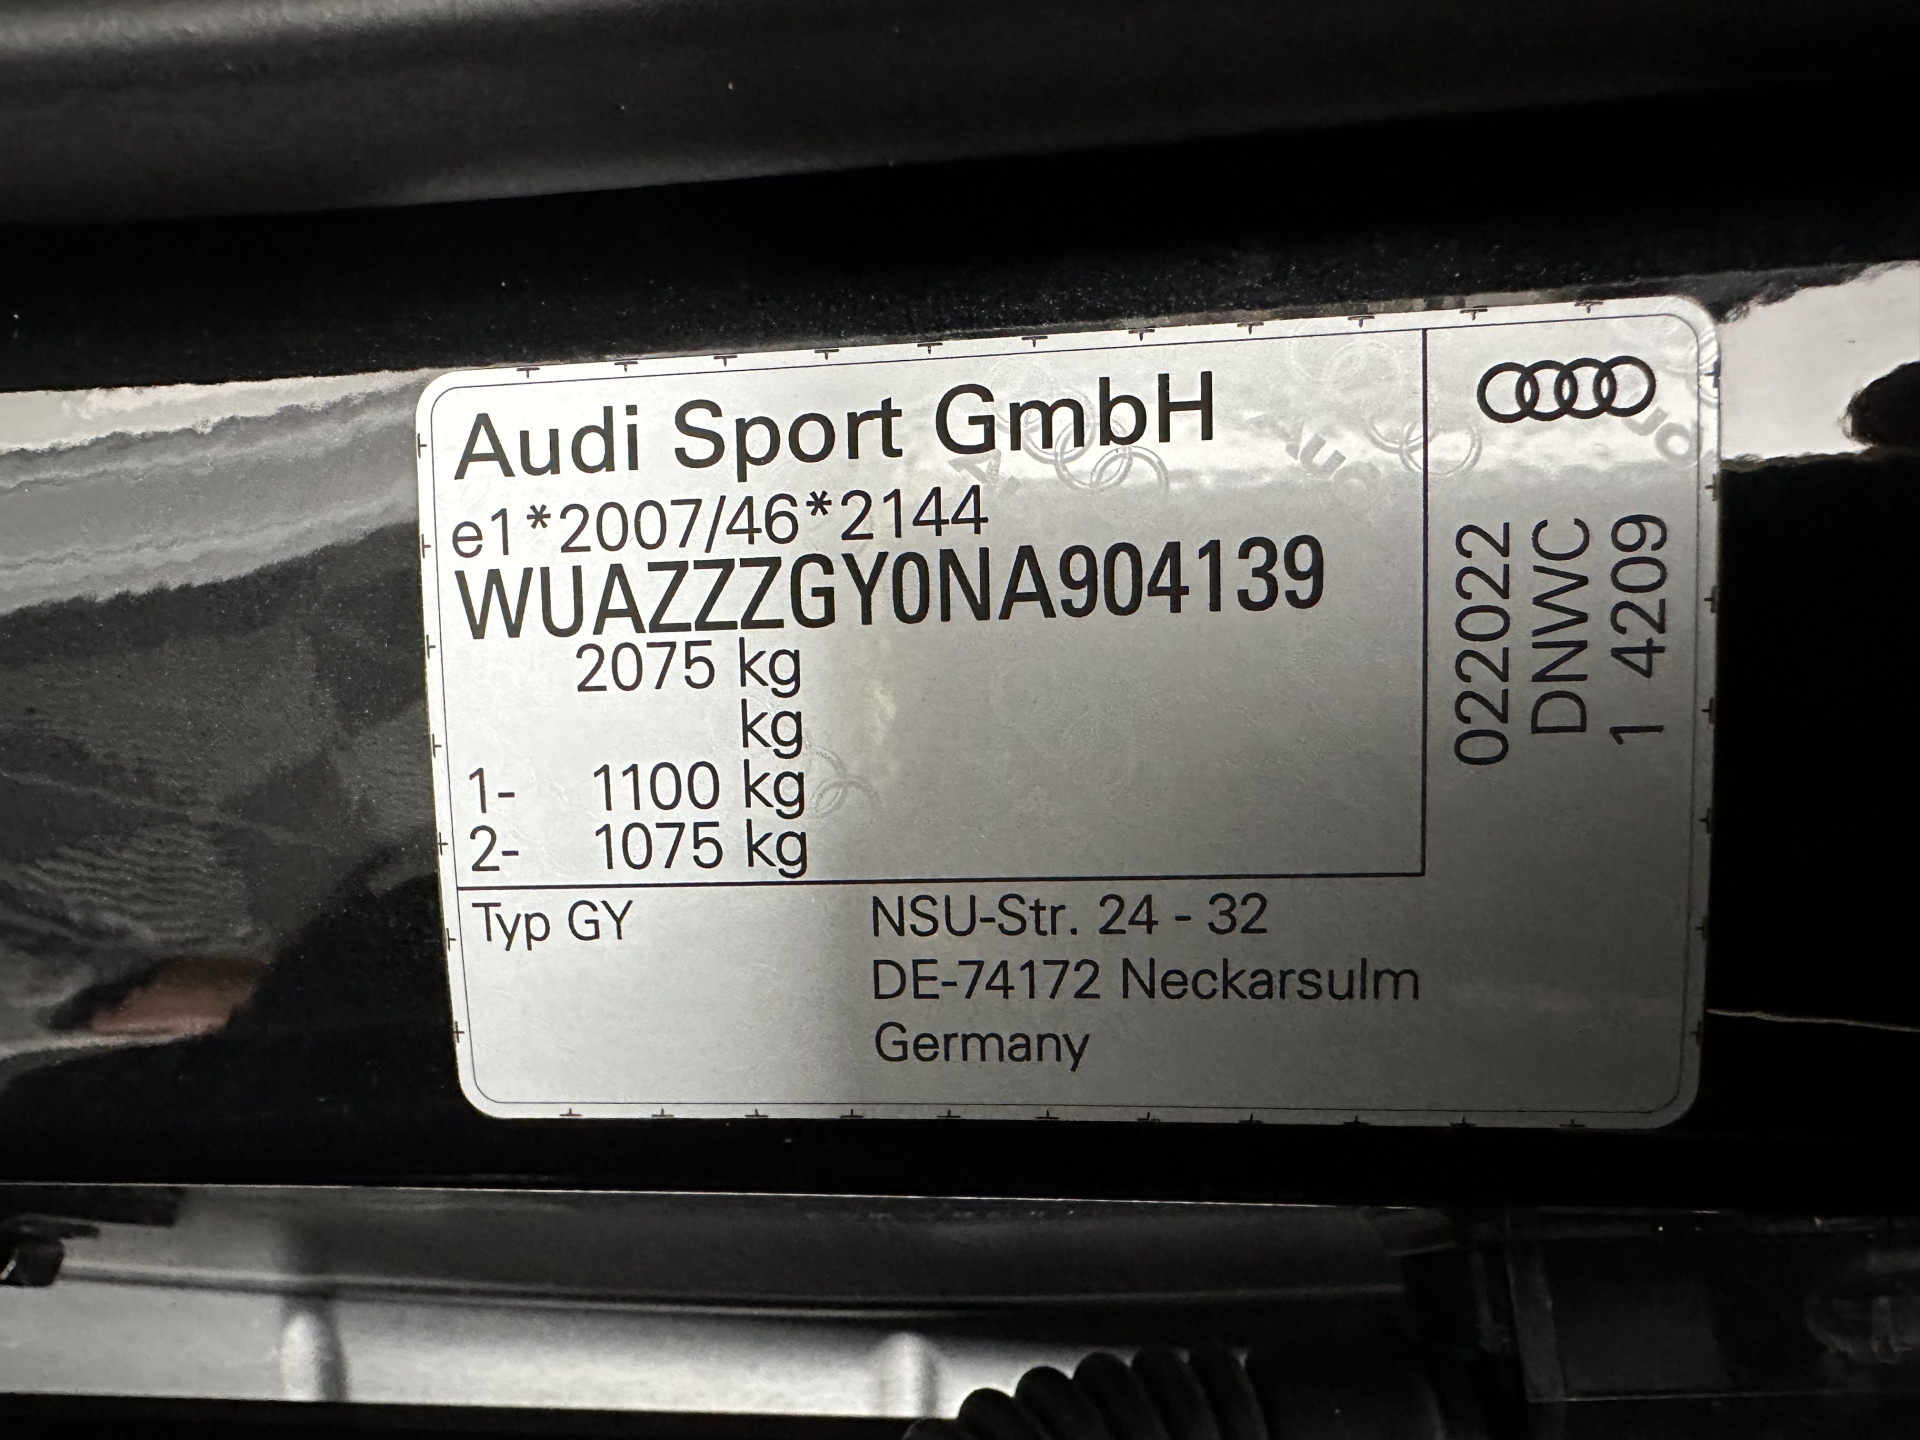 Audi Sport GmbH
e1*2007/46*2144
WUAZZZGY0NA904139
2075 kg
kg
1- 1100 kg
2- 1075 kg
Typ GY
NSU-Str. 24 - 32
DE-74172 Neckarsulm
Germany
022022
DNWC
1 4209